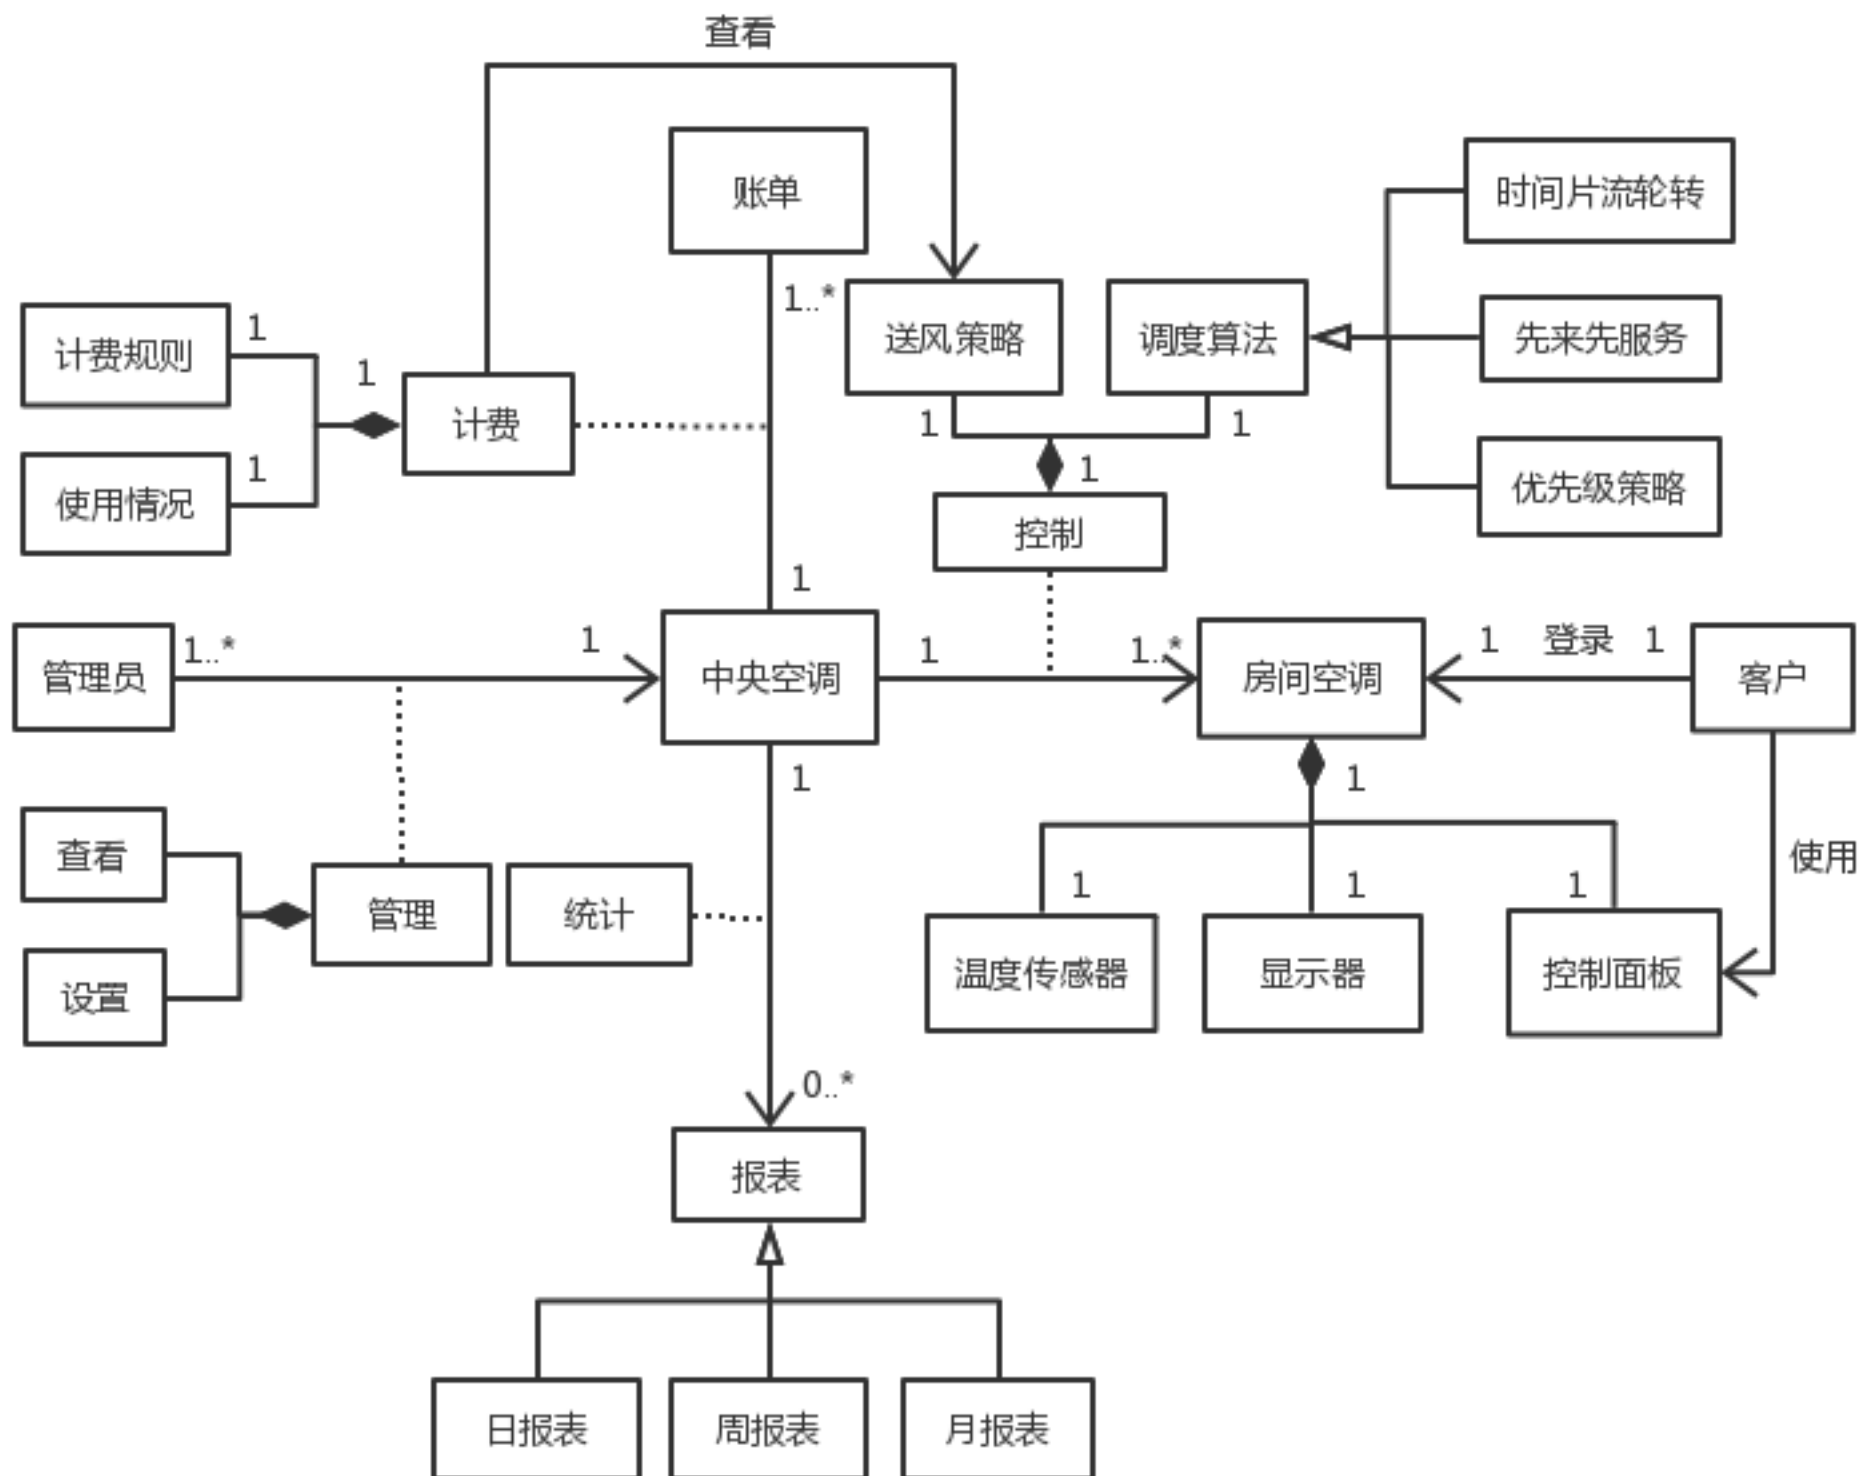 查看
账单
时间片流轮转
1..*
计费规则
1
送风策略
调度算法
先来先服务
1
计费
1
1
使用情况
1
1
优先级策略
控制
1
管理员
1..*
1
中央空调
1
1..*
房间空调
1
登录
1
客户
1
1
查看
管理
统计
设置
1
1
1
使用
温度传感器
显示器
控制面板
0..*
报表
日报表
周报表
月报表